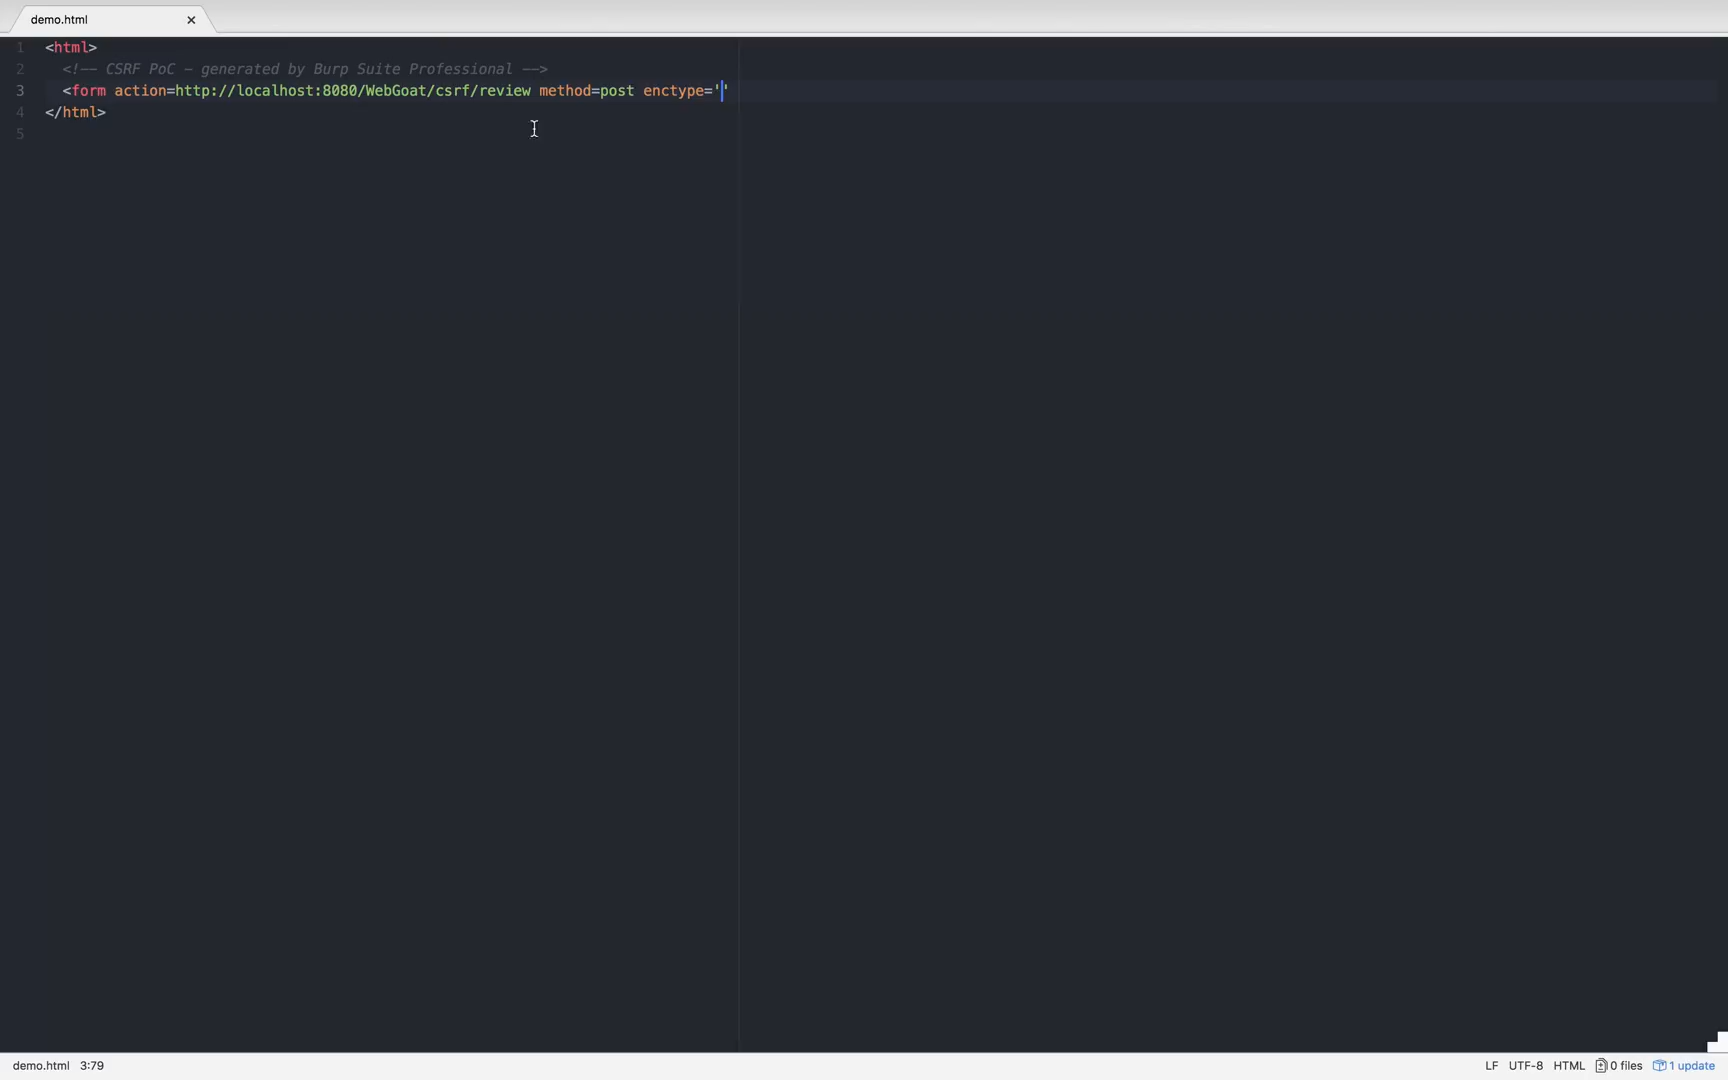 demo.html
1 <html>
2 <!-- CSRF PoC - generated by Burp Suite Professional -->
3 <form action=http://localhost:8080/WebGoat/csrf/review method=post enctype=''
4 </html>
5
demo.html 3:79 LF UTF-8 HTML 0 files 1 update